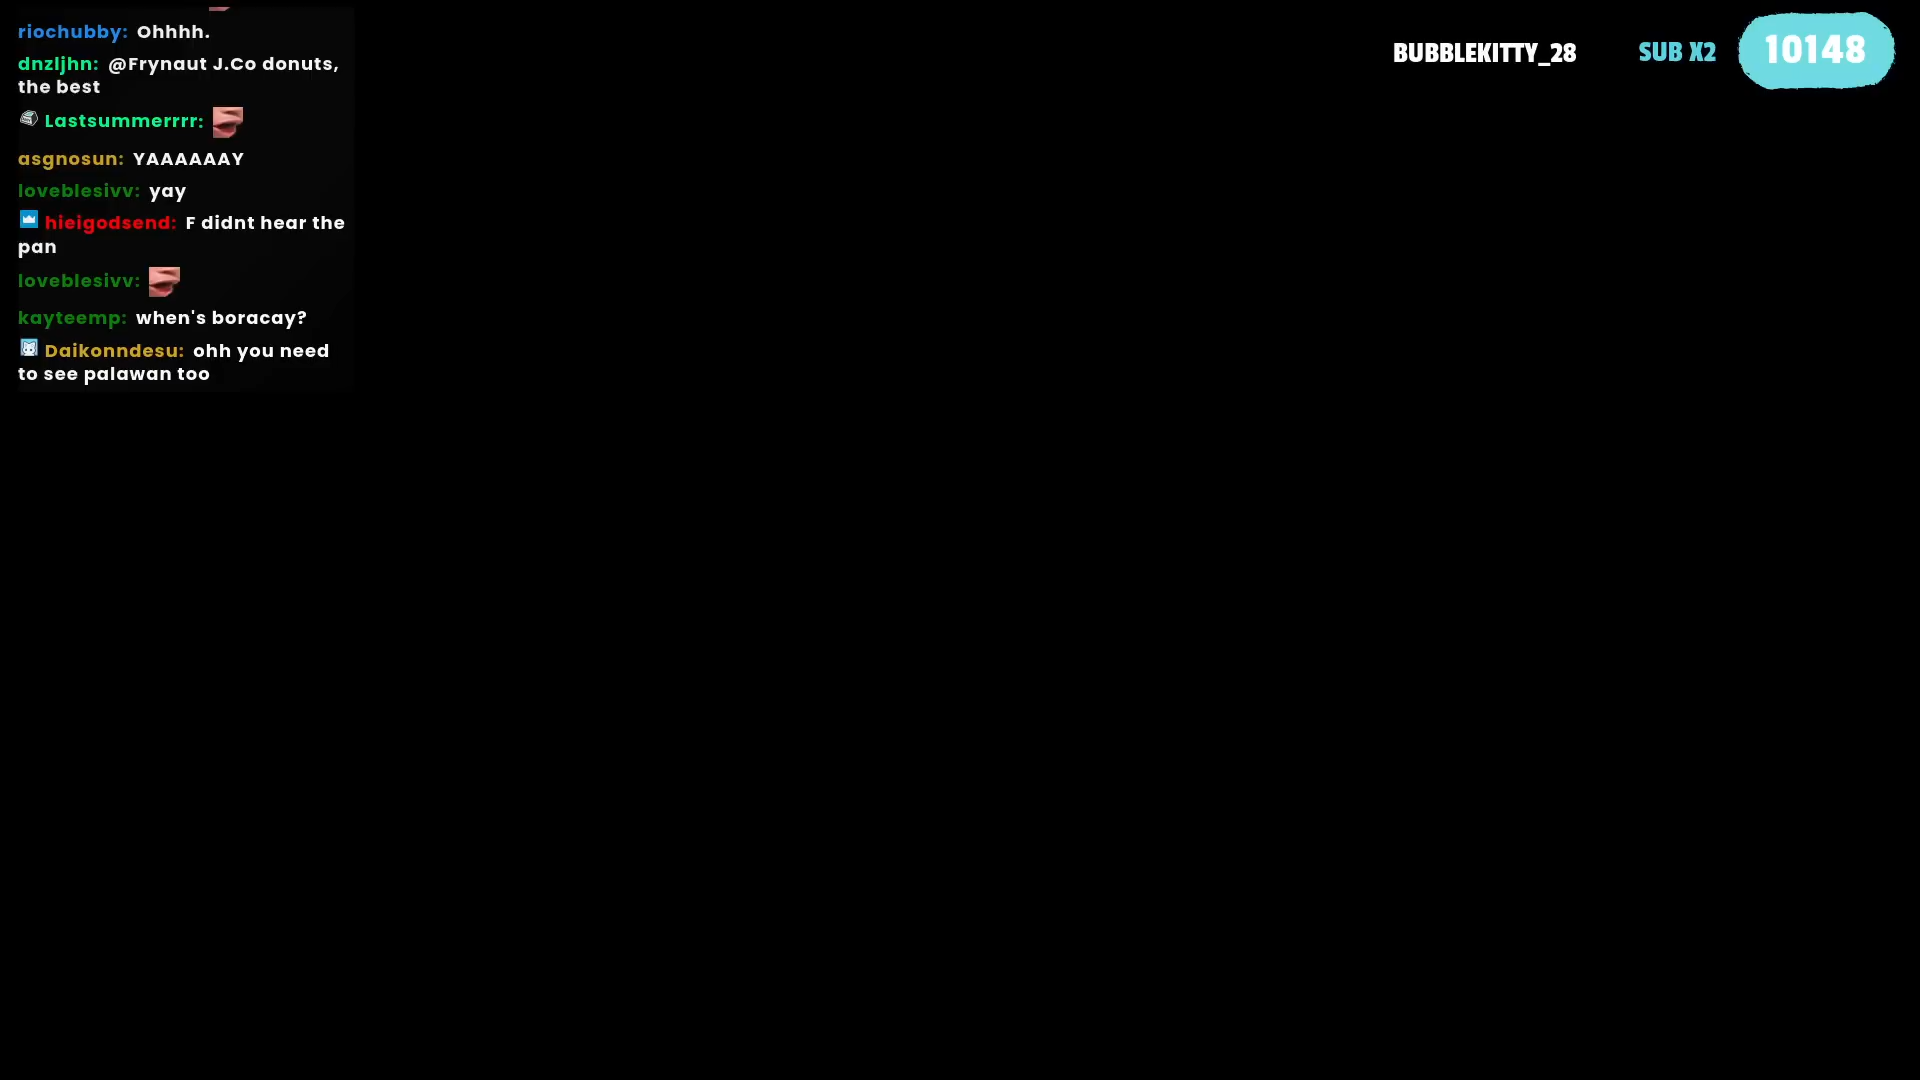 riochubby: Ohhhh.
dnzljhn: @Frynaut J.Co donuts,
the best
Lastsummerrrr:
asgnosun: YAAAAAAY
loveblesivv: yay
hieigodsend: F didnt hear the
pan
loveblesivv:
kayteemp: when's boracay?
Daikonndesu: ohh you need
to see palawan too
BUBBLEKITTY_28 SUB X2 10148